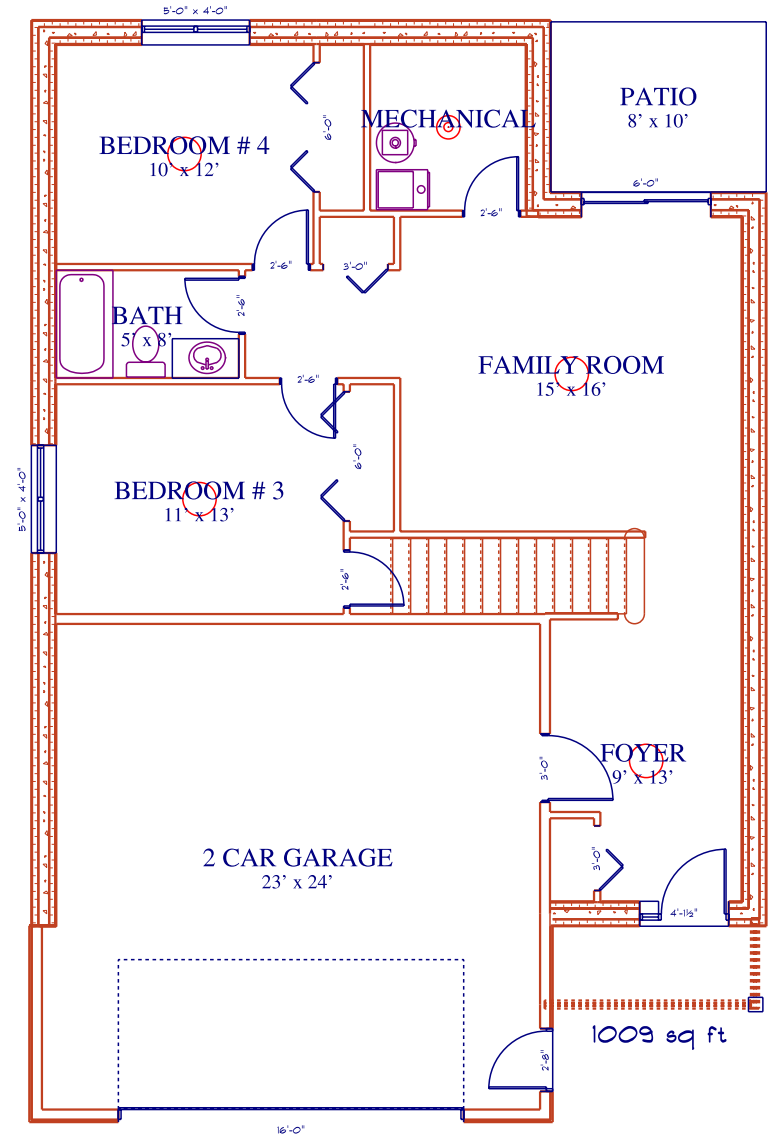 5'-0" x 4'-0"
PATIO
8' x 10'
MECHANICAL
6'-0"
BEDROOM # 4
10' x 12'
6'-0"
2'-6"
2'-6"
3'-0"
2'-6"
BATH
5' x 8'
FAMILY ROOM
15' x 16'
2'-6"
6'-0"
5'-0" x 4'-0"
BEDROOM # 3
11' x 13'
2'-6"
FOYER
9' x 13'
3'-0"
2 CAR GARAGE
23' x 24'
3'-0"
4'-1½"
1009 sq ft
2'-8"
16'-0"